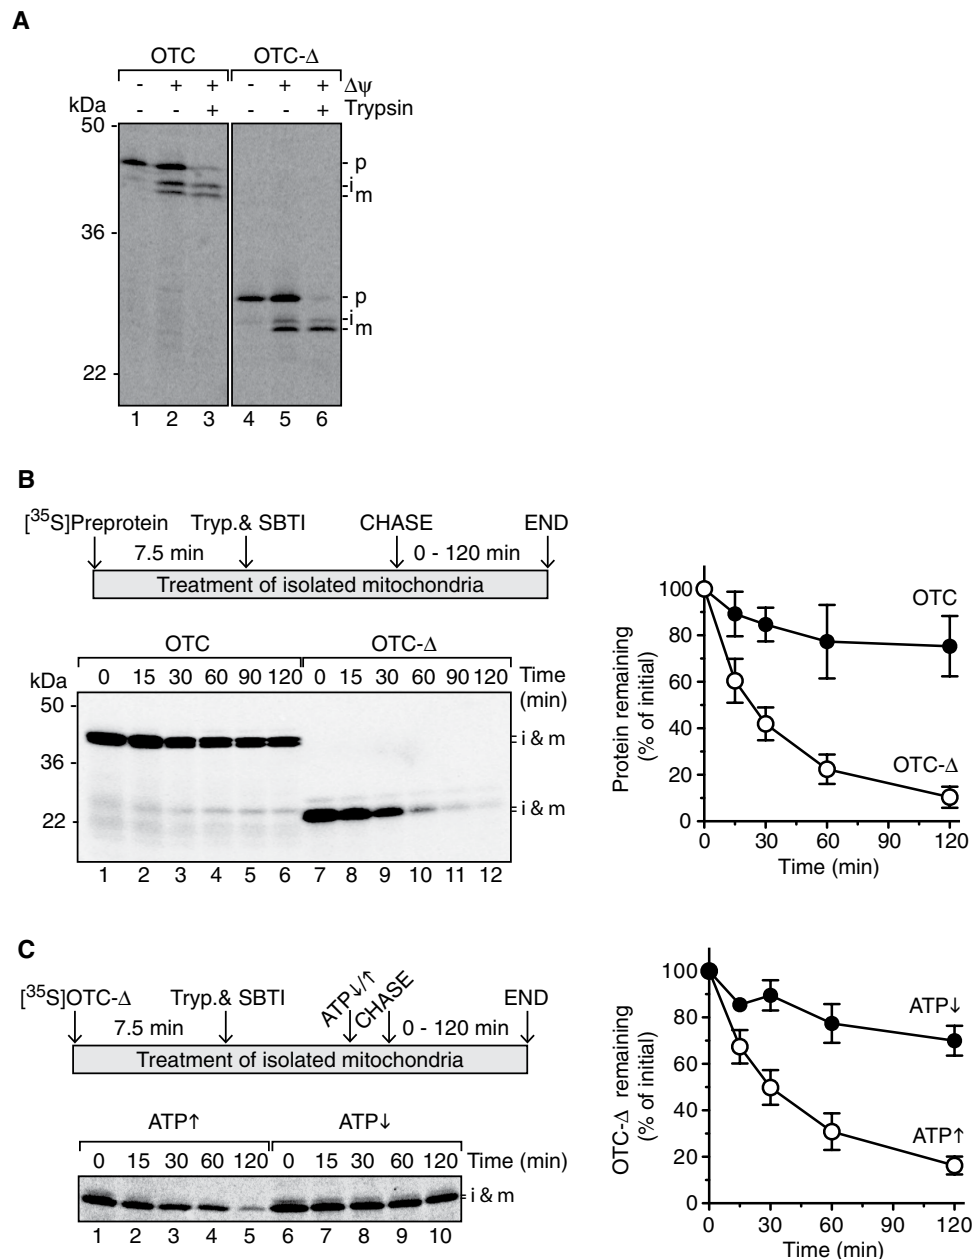 A
OTC OTC-Δ
- + + - + + Δψ
kDa - - + - - + Trypsin
50
p
i
m
36
p
i
m
22
1 2 3 4 5 6
B
[35S]Preprotein Tryp.& SBTI CHASE END
7.5 min 0 - 120 min
Treatment of isolated mitochondria
OTC OTC-Δ
0 15 30 60 90 120 0 15 30 60 90 120 Time (min)
kDa
50
i & m
36
i & m
22
1 2 3 4 5 6 7 8 9 10 11 12
Protein remaining
(% of initial)
100
80
60
40
20
0
OTC
OTC-Δ
0 30 60 90 120
Time (min)
C
[35S]OTC-Δ Tryp.& SBTI ATP↓/↑ CHASE END
7.5 min 0 - 120 min
Treatment of isolated mitochondria
ATP↑ ATP↓
0 15 30 60 120 0 15 30 60 120 Time (min)
i & m
1 2 3 4 5 6 7 8 9 10
OTC-Δ remaining
(% of initial)
100
80
60
40
20
0
ATP↓
ATP↑
0 30 60 90 120
Time (min)